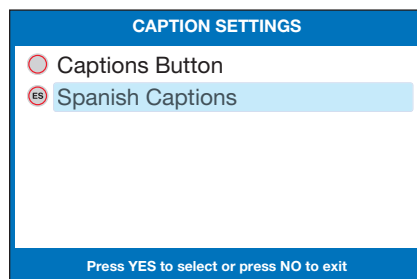 CAPTION SETTINGS
Captions Button
ES Spanish Captions
Press YES to select or press NO to exit